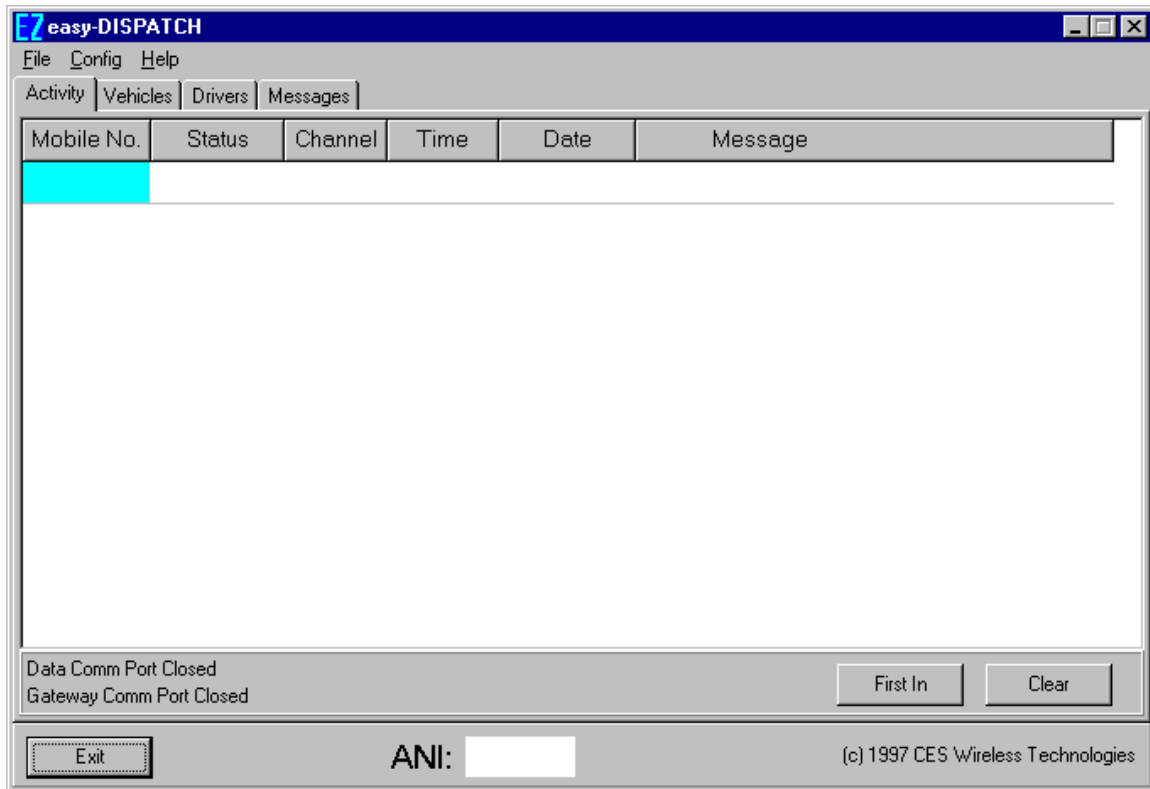 EZ easy-DISPATCH
File Config Help
Activity Vehicles Drivers Messages
Mobile No. Status Channel Time Date Message
Data Comm Port Closed
Gateway Comm Port Closed
First In Clear
Exit ANI: (c) 1997 CES Wireless Technologies